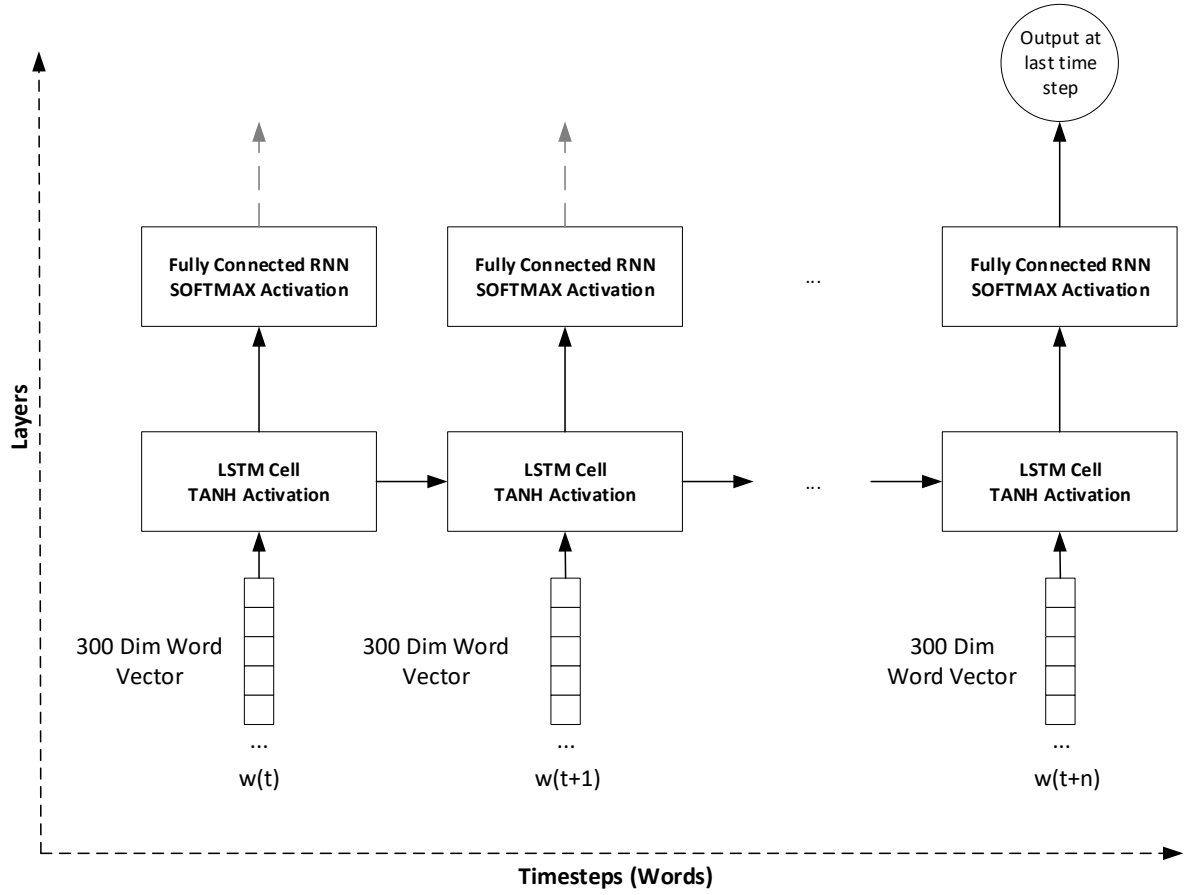 Output at
last time
step
Fully Connected RNN
SOFTMAX Activation
Fully Connected RNN
SOFTMAX Activation
...
Fully Connected RNN
SOFTMAX Activation
Layers
LSTM Cell
TANH Activation
LSTM Cell
TANH Activation
...
LSTM Cell
TANH Activation
300 Dim Word
Vector
300 Dim Word
Vector
300 Dim
Word Vector
...
...
...
w(t)
w(t+1)
w(t+n)
Timesteps (Words)